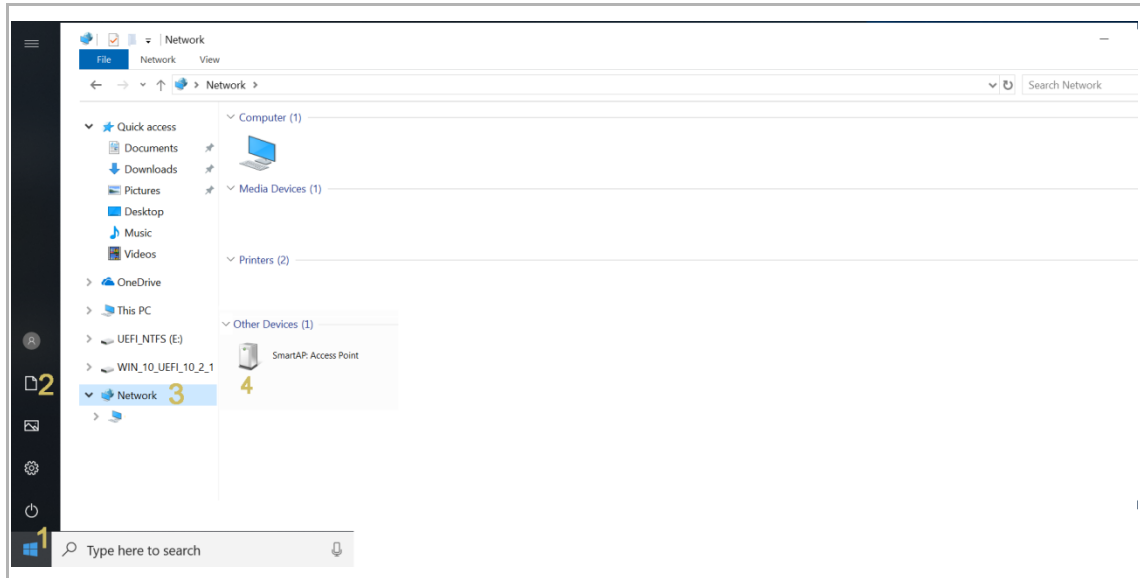 Network
File Network View
Network
Search Network
Quick access
Documents
Downloads
Pictures
Desktop
Music
Videos
OneDrive
This PC
UEFI_NTFS (E:)
WIN_10_UEFI_10_2_1
Network 3
Computer (1)
Media Devices (1)
Printers (2)
Other Devices (1)
SmartAP: Access Point
4
2
1
Type here to search